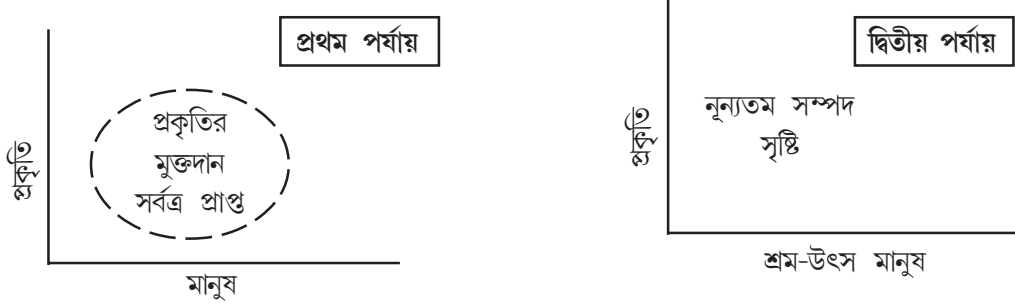 প্রথম পর্যায়
প্রকৃতির
মুক্তদান
সর্বত্র প্রাপ্ত
প্রকৃতি
মানুষ
দ্বিতীয় পর্যায়
নূন্যতম সম্পদ
সৃষ্টি
প্রকৃতি
শ্রম-উৎস মানুষ